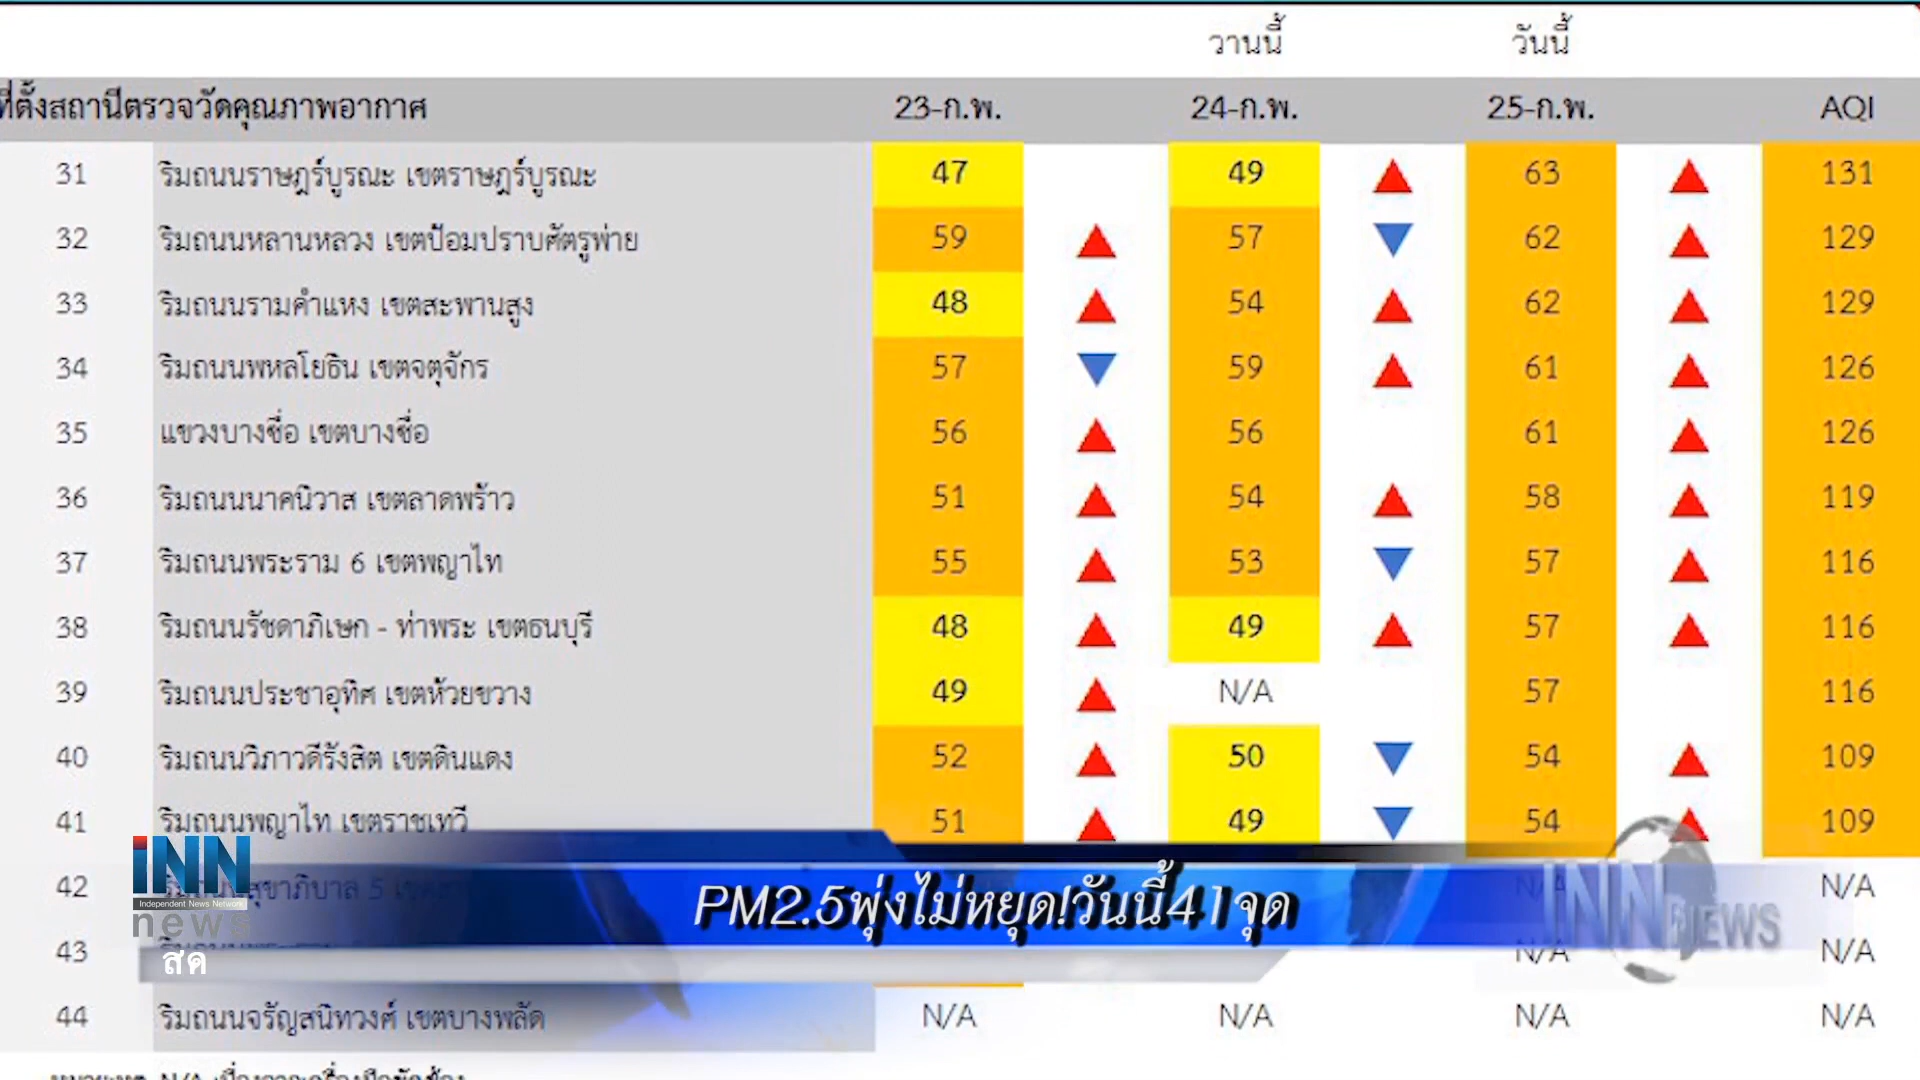 วานนี้ วันนี้
ที่ตั้งสถานีตรวจวัดคุณภาพอากาศ 23-ก.พ. 24-ก.พ. 25-ก.พ. AQI
31 ริมถนนราษฎร์บูรณะ เขตราษฎร์บูรณะ 47 49 63 131
32 ริมถนนหลานหลวง เขตป้อมปราบศัตรูพ่าย 59 57 62 129
33 ริมถนนรามคำแหง เขตสะพานสูง 48 54 62 129
34 ริมถนนพหลโยธิน เขตจตุจักร 57 59 61 126
35 แขวงบางซื่อ เขตบางซื่อ 56 56 61 126
36 ริมถนนนาคนิวาส เขตลาดพร้าว 51 54 58 119
37 ริมถนนพระราม 6 เขตพญาไท 55 53 57 116
38 ริมถนนรัชดาภิเษก - ท่าพระ เขตธนบุรี 48 49 57 116
39 ริมถนนประชาอุทิศ เขตห้วยขวาง 49 N/A 57 116
40 ริมถนนวิภาวดีรังสิต เขตดินแดง 52 50 54 109
41 ริมถนนพญาไท เขตราชเทวี 51 49 54 109
42 สุขาภิบาล 5 N/A N/A
43 N/A N/A
44 ริมถนนจรัญสนิทวงศ์ เขตบางพลัด N/A N/A N/A N/A
iNN
Independent News Network
news
สด
PM2.5พุ่งไม่หยุด!วันนี้41จุด
INN NEWS